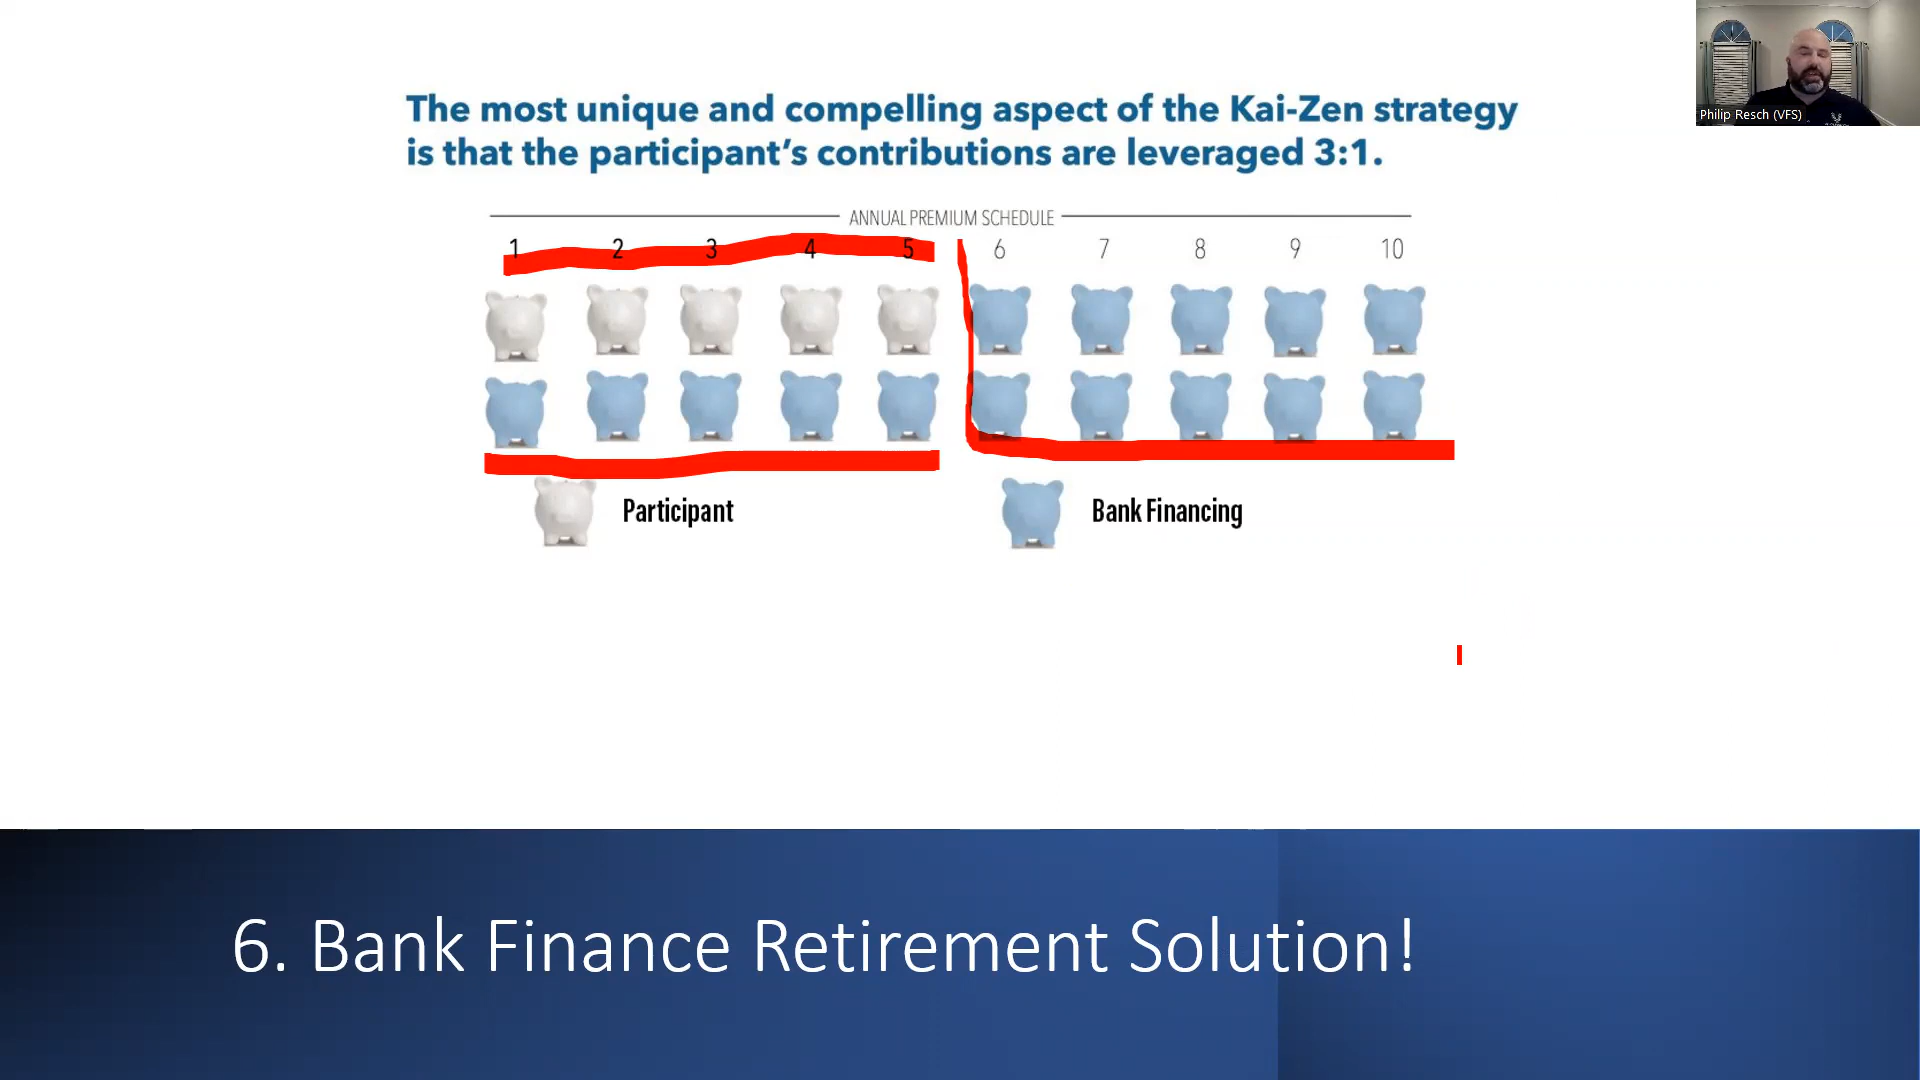 Philip Resch (VFS)
The most unique and compelling aspect of the Kai-Zen strategy
is that the participant's contributions are leveraged 3:1.
ANNUAL PREMIUM SCHEDULE
1 2 3 4 5 6 7 8 9 10
Participant
Bank Financing
6. Bank Finance Retirement Solution!